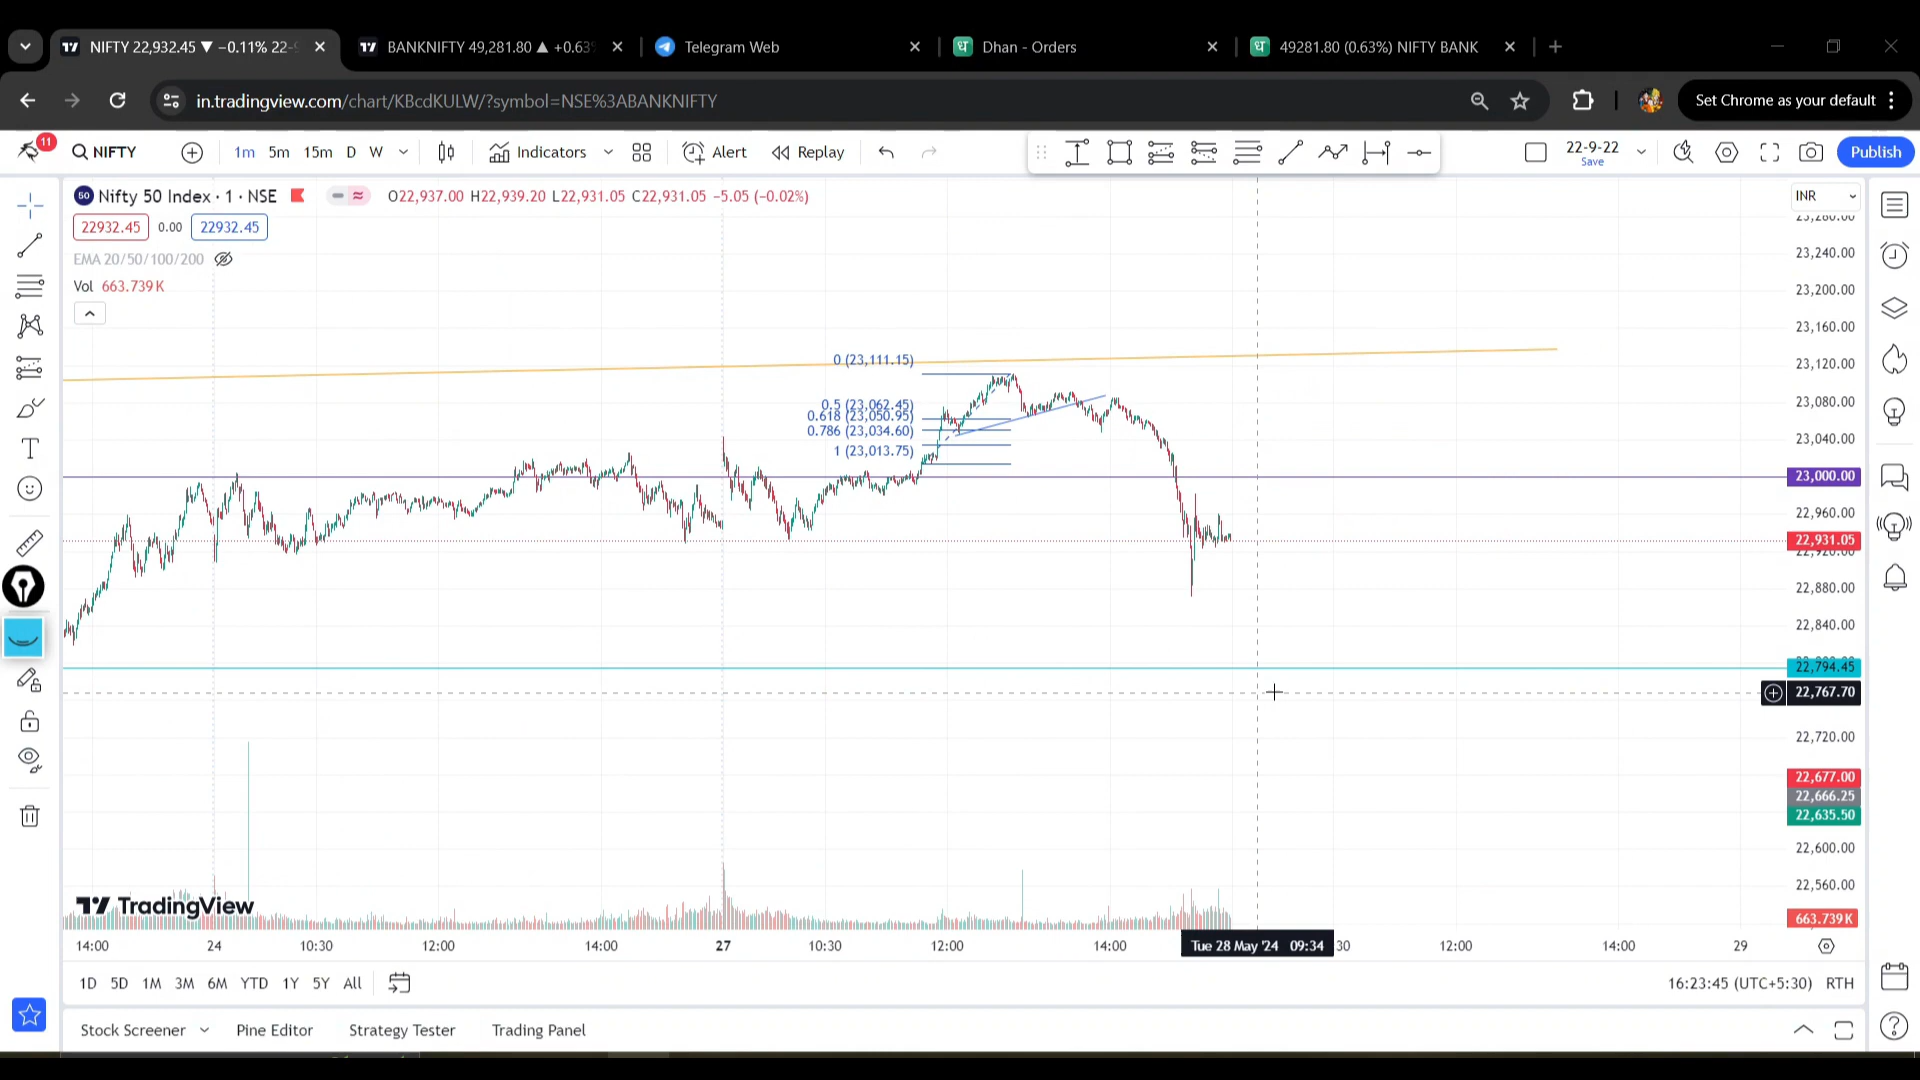 NIFTY 22,932.45 ▼ −0.11% 22-9
BANKNIFTY 49,281.80 ▲ +0.63
Telegram Web
Dhan - Orders
49281.80 (0.63%) NIFTY BANK
in.tradingview.com/chart/KBcdKULW/?symbol=NSE%3ABANKNIFTY
Set Chrome as your default
11
NIFTY
1m 5m 15m D W
Indicators
Alert
Replay
22-9-22
Save
Publish
50 Nifty 50 Index · 1 · NSE
O22,937.00 H22,939.20 L22,931.05 C22,931.05 −5.05 (−0.02%)
INR
22932.45 0.00 22932.45
EMA 20/50/100/200
Vol 663.739K
0 (23,111.15)
0.5 (23,062.45)
0.618 (23,050.95)
0.786 (23,034.60)
1 (23,013.75)
23,280.00
23,240.00
23,200.00
23,160.00
23,120.00
23,080.00
23,040.00
23,000.00
22,960.00
22,931.05
22,920.00
22,880.00
22,840.00
22,794.45
22,767.70
22,720.00
22,677.00
22,666.25
22,635.50
22,600.00
22,560.00
663.739K
TradingView
14:00 24 10:30 12:00 14:00 27 10:30 12:00 14:00 Tue 28 May '24 09:34 30 12:00 14:00 29
1D 5D 1M 3M 6M YTD 1Y 5Y All
16:23:45 (UTC+5:30) RTH
Stock Screener
Pine Editor
Strategy Tester
Trading Panel